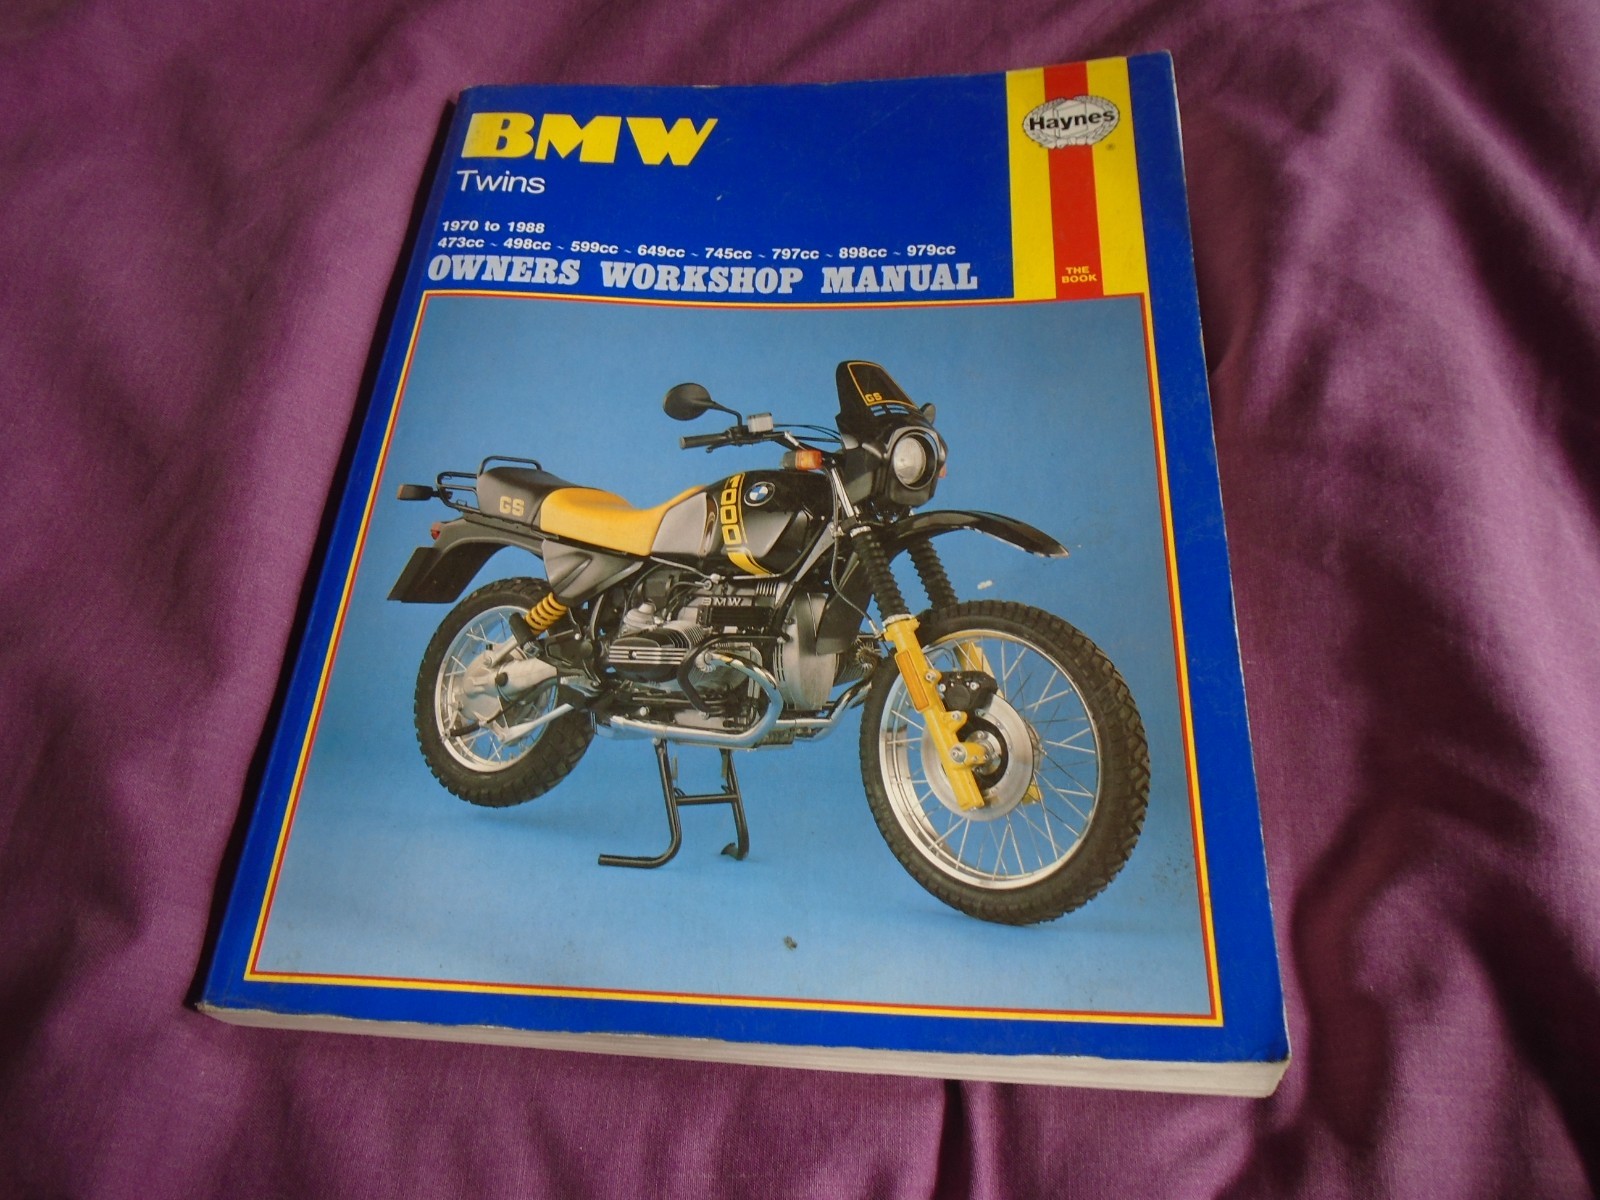 BMW
Twins
1970 to 1988
473cc ~ 498cc ~ 599cc ~ 649cc ~ 745cc ~ 797cc ~ 898cc ~ 979cc
OWNERS WORKSHOP MANUAL
Haynes
®
THE
BOOK
GS
GS
1000
BMW